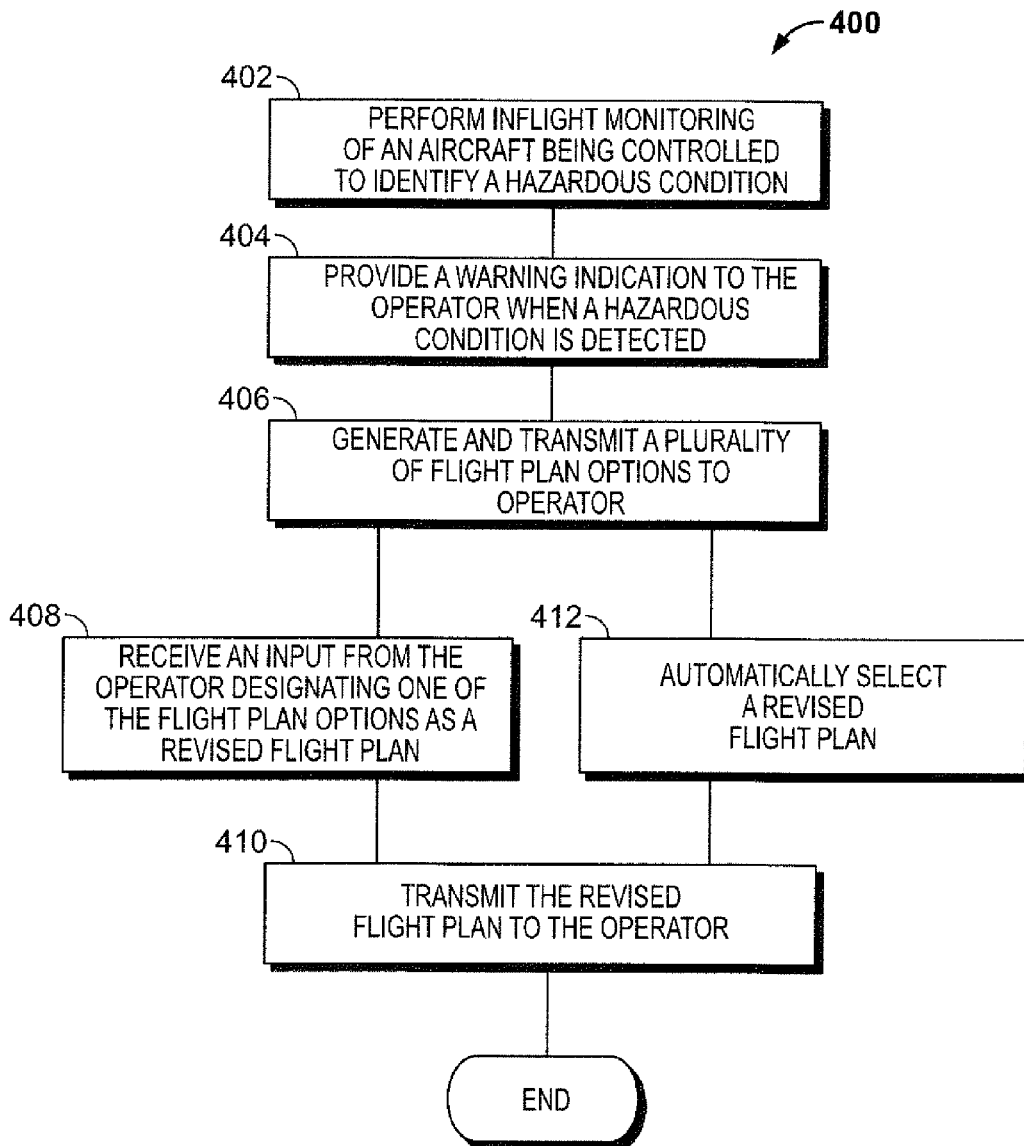 400
402
PERFORM INFLIGHT MONITORING
OF AN AIRCRAFT BEING CONTROLLED
TO IDENTIFY A HAZARDOUS CONDITION
404
PROVIDE A WARNING INDICATION TO THE
OPERATOR WHEN A HAZARDOUS
CONDITION IS DETECTED
406
GENERATE AND TRANSMIT A PLURALITY
OF FLIGHT PLAN OPTIONS TO
OPERATOR
408
RECEIVE AN INPUT FROM THE
OPERATOR DESIGNATING ONE OF
THE FLIGHT PLAN OPTIONS AS A
REVISED FLIGHT PLAN
412
AUTOMATICALLY SELECT
A REVISED
FLIGHT PLAN
410
TRANSMIT THE REVISED
FLIGHT PLAN TO THE OPERATOR
END